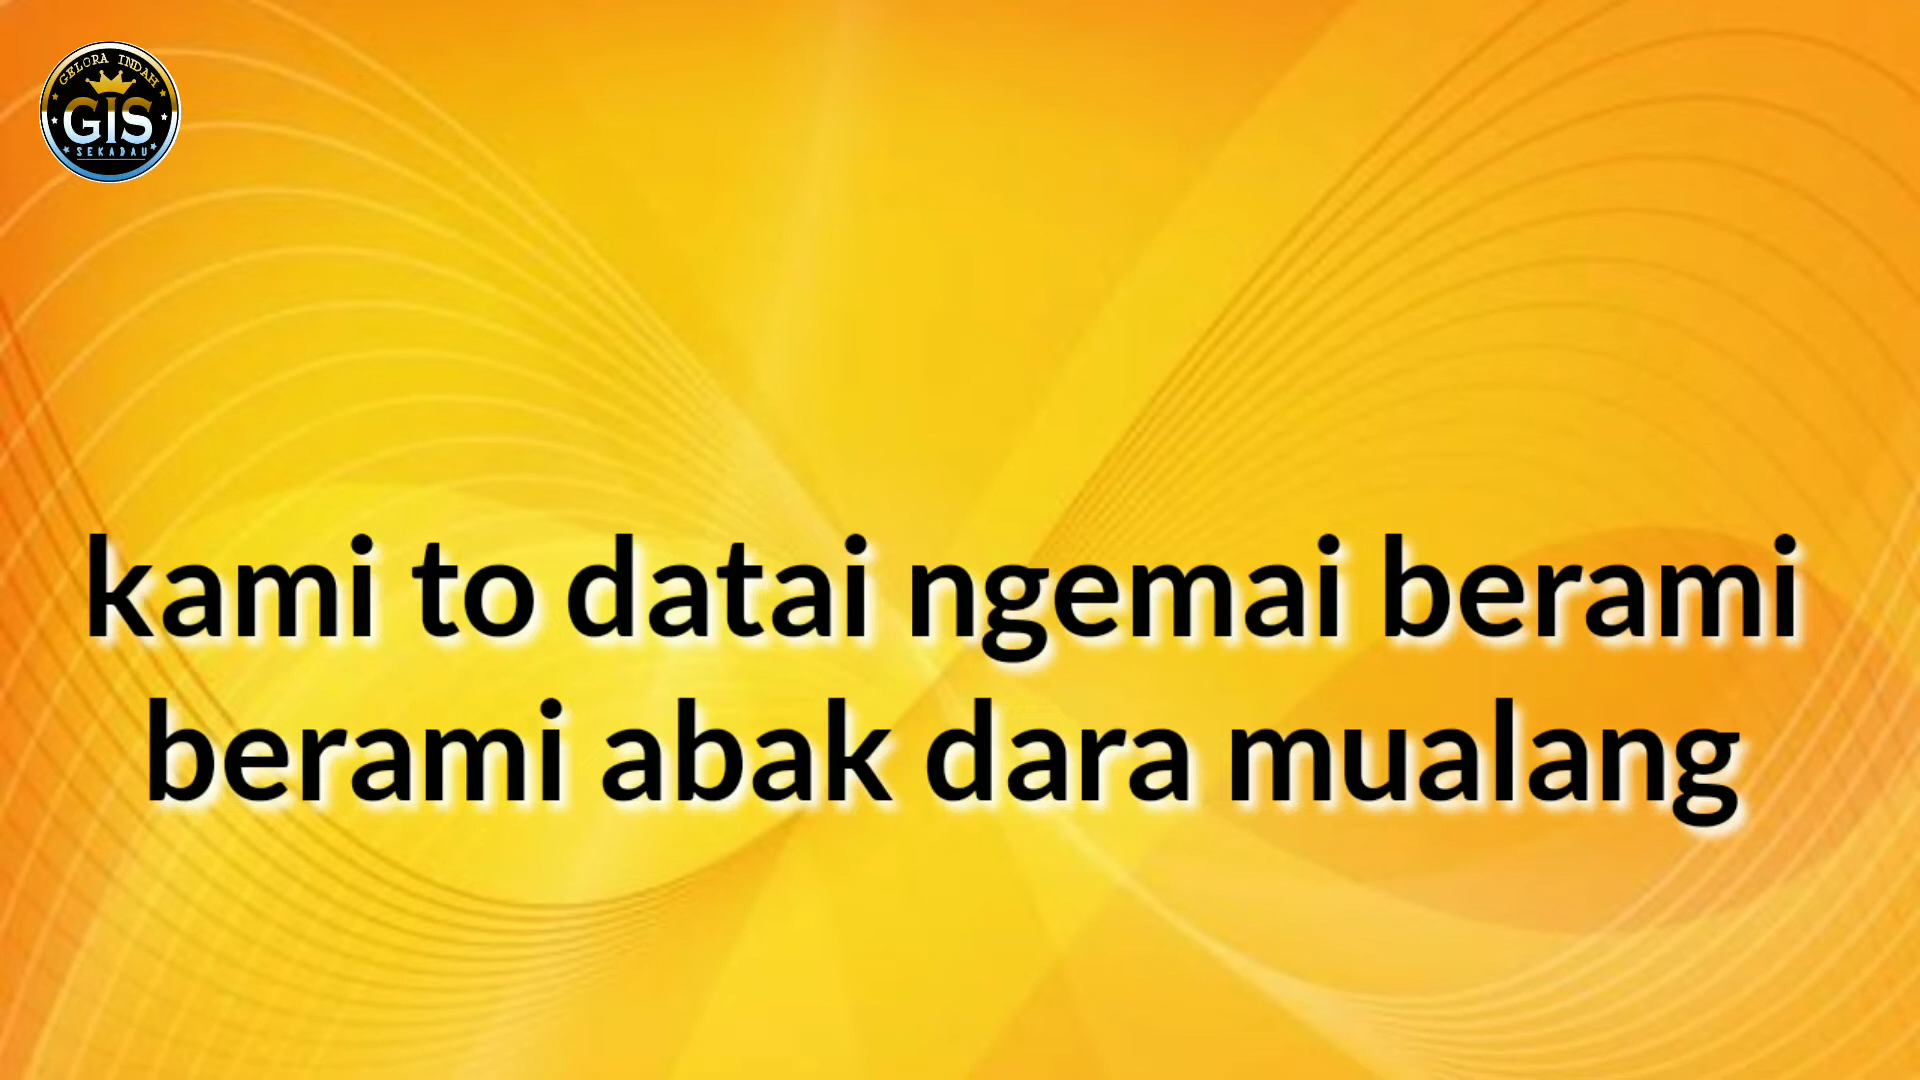 GELORA INDAH
GIS
SEKADAU
kami to datai ngemai berami
berami abak dara mualang